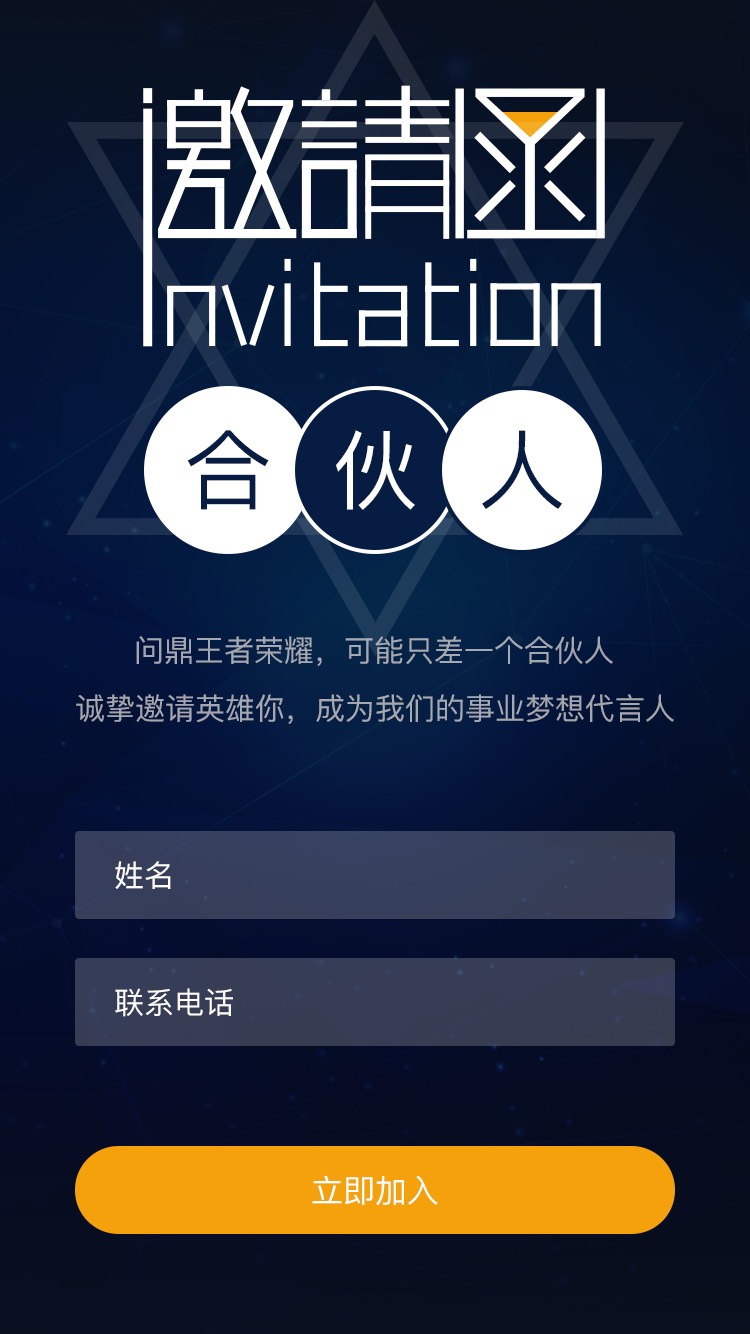 邀請函
Invitation
合伙人
问鼎王者荣耀，可能只差一个合伙人
诚挚邀请英雄你，成为我们的事业梦想代言人
姓名
联系电话
立即加入